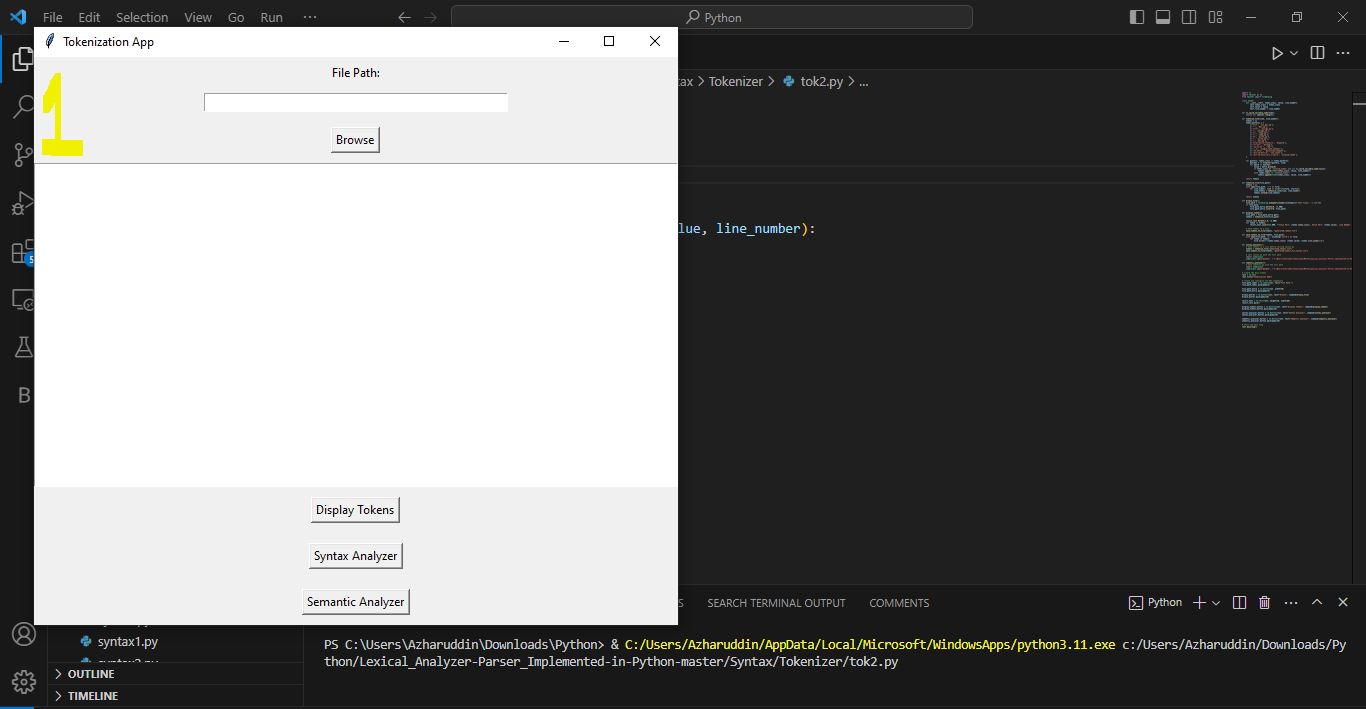 File Edit Selection View Go Run ··· Python
Tokenization App
File Path:
1
Browse
tax > Tokenizer > tok2.py > ...
lue, line_number):
5
B
Display Tokens
Syntax Analyzer
Semantic Analyzer
S SEARCH TERMINAL OUTPUT COMMENTS Python
syntax1.py
OUTLINE
TIMELINE
PS C:\Users\Azharuddin\Downloads\Python> & C:/Users/Azharuddin/AppData/Local/Microsoft/WindowsApps/python3.11.exe c:/Users/Azharuddin/Downloads/Py
thon/Lexical_Analyzer-Parser_Implemented-in-Python-master/Syntax/Tokenizer/tok2.py